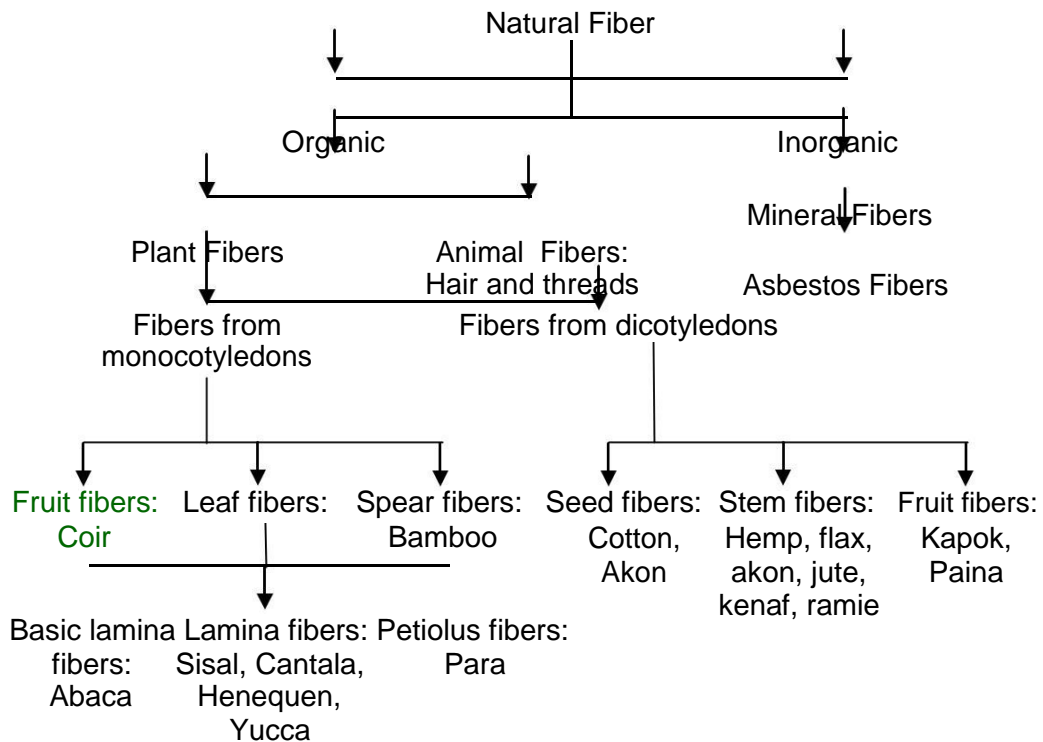 Natural Fiber
Organic
Inorganic
Mineral Fibers
Plant Fibers
Animal Fibers:
Hair and threads
Asbestos Fibers
Fibers from
monocotyledons
Fibers from dicotyledons
Fruit fibers:
Coir
Leaf fibers:
Spear fibers:
Bamboo
Seed fibers:
Cotton,
Akon
Stem fibers:
Hemp, flax,
akon, jute,
kenaf, ramie
Fruit fibers:
Kapok,
Paina
Basic lamina
fibers:
Abaca
Lamina fibers:
Sisal, Cantala,
Henequen,
Yucca
Petiolus fibers:
Para